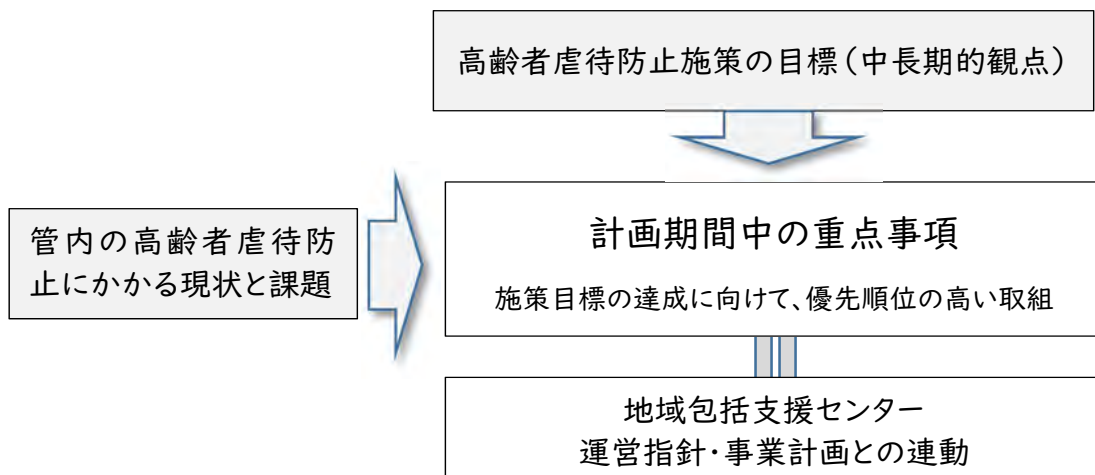 高齢者虐待防止施策の目標（中長期的観点）
管内の高齢者虐待防
止にかかる現状と課題
計画期間中の重点事項
施策目標の達成に向けて、優先順位の高い取組
地域包括支援センター
運営指針・事業計画との連動